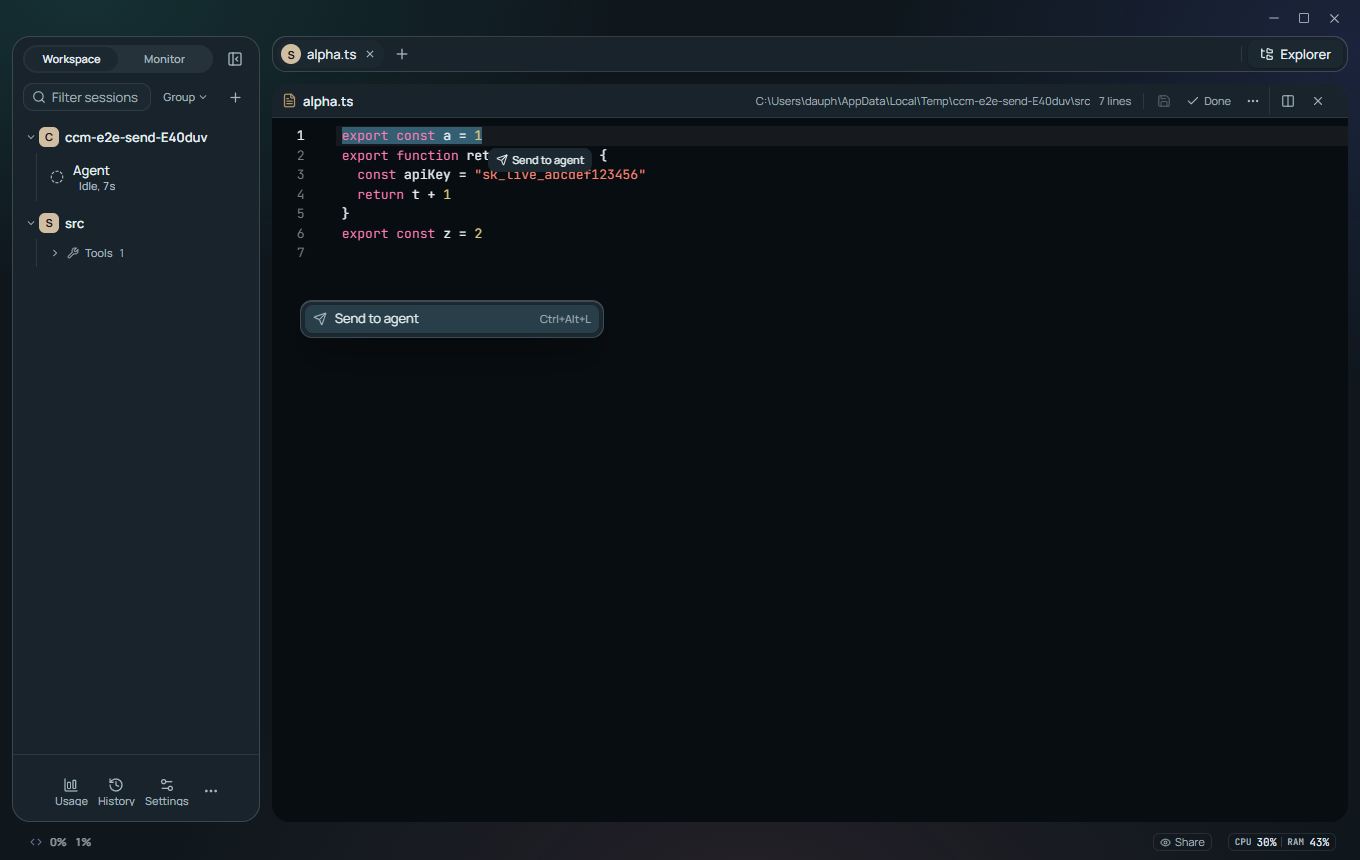 Workspace
Monitor
Filter sessions
Group
C
ccm-e2e-send-E40duv
Agent
Idle, 7s
S
src
Tools 1
Usage
History
Settings
S
alpha.ts
Explorer
alpha.ts
C:\Users\dauph\AppData\Local\Temp\ccm-e2e-send-E40duv\src 7 lines
Done
1 export const a = 1
2 export function ret {
Send to agent
3 const apiKey = "sk_live_abcdef123456"
4 return t + 1
5 }
6 export const z = 2
7
Send to agent Ctrl+Alt+L
0% 1%
Share
CPU 30% RAM 43%